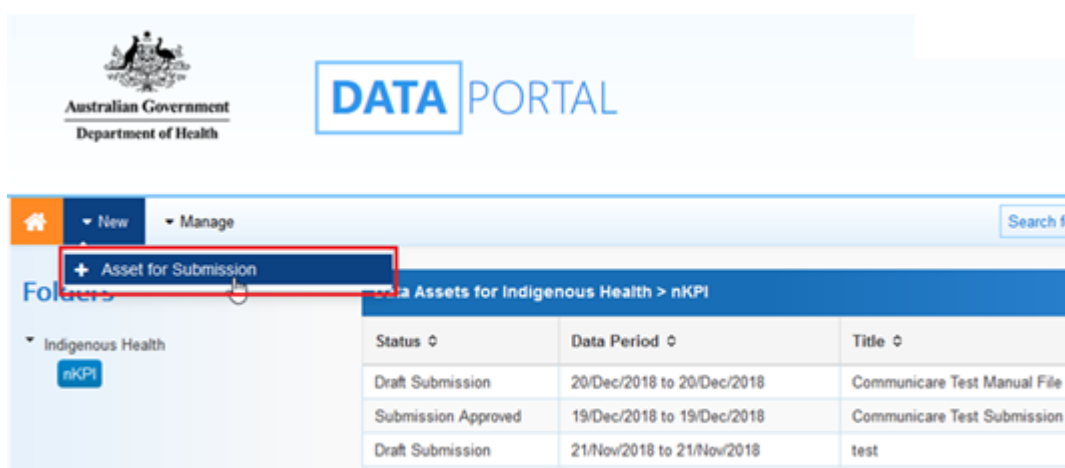 Australian Government
Department of Health
DATA PORTAL
New
Manage
Search f
Asset for Submission
Folders
Data Assets for Indigenous Health > nKPI
Indigenous Health
nKPI
Status Data Period Title
Draft Submission 20/Dec/2018 to 20/Dec/2018 Communicare Test Manual File
Submission Approved 19/Dec/2018 to 19/Dec/2018 Communicare Test Submission
Draft Submission 21/Nov/2018 to 21/Nov/2018 test